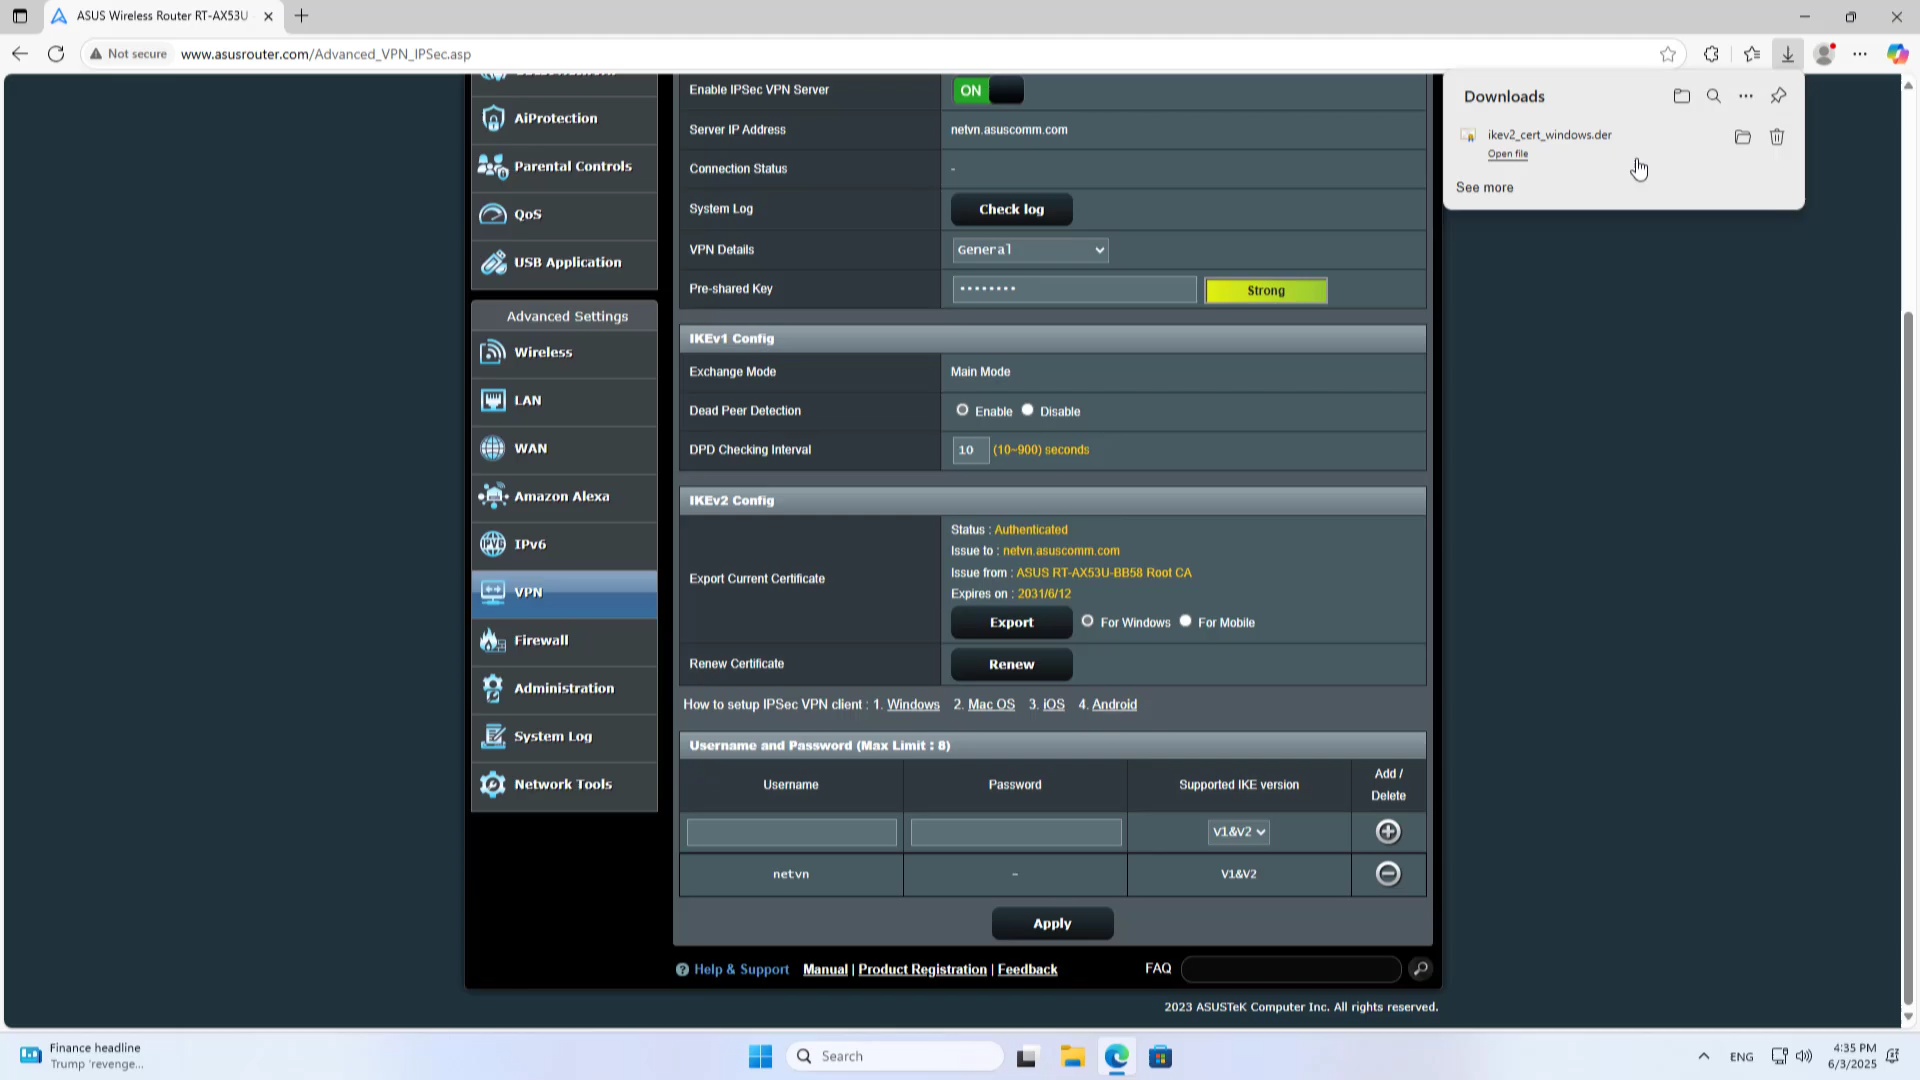 ASUS Wireless Router RT-AX53U
Not secure
www.asusrouter.com/Advanced_VPN_IPSec.asp
Downloads
ikev2_cert_windows.der
Open file
See more
AiProtection
Parental Controls
QoS
USB Application
Advanced Settings
Wireless
LAN
WAN
Amazon Alexa
IPv6
VPN
Firewall
Administration
System Log
Network Tools
Enable IPSec VPN Server
ON
Server IP Address
netvn.asuscomm.com
Connection Status
-
System Log
Check log
VPN Details
General
Pre-shared Key
••••••••
Strong
IKEv1 Config
Exchange Mode
Main Mode
Dead Peer Detection
Enable Disable
DPD Checking Interval
10 (10~900) seconds
IKEv2 Config
Export Current Certificate
Status : Authenticated
Issue to : netvn.asuscomm.com
Issue from : ASUS RT-AX53U-BB58 Root CA
Expires on : 2031/6/12
Export For Windows For Mobile
Renew Certificate
Renew
How to setup IPSec VPN client : 1. Windows 2. Mac OS 3. iOS 4. Android
Username and Password (Max Limit : 8)
Username Password Supported IKE version Add / Delete
V1&V2
netvn - V1&V2
Apply
Help & Support Manual | Product Registration | Feedback FAQ
2023 ASUSTeK Computer Inc. All rights reserved.
Finance headline
Trump 'revenge...
Search
ENG
4:35 PM
6/3/2025